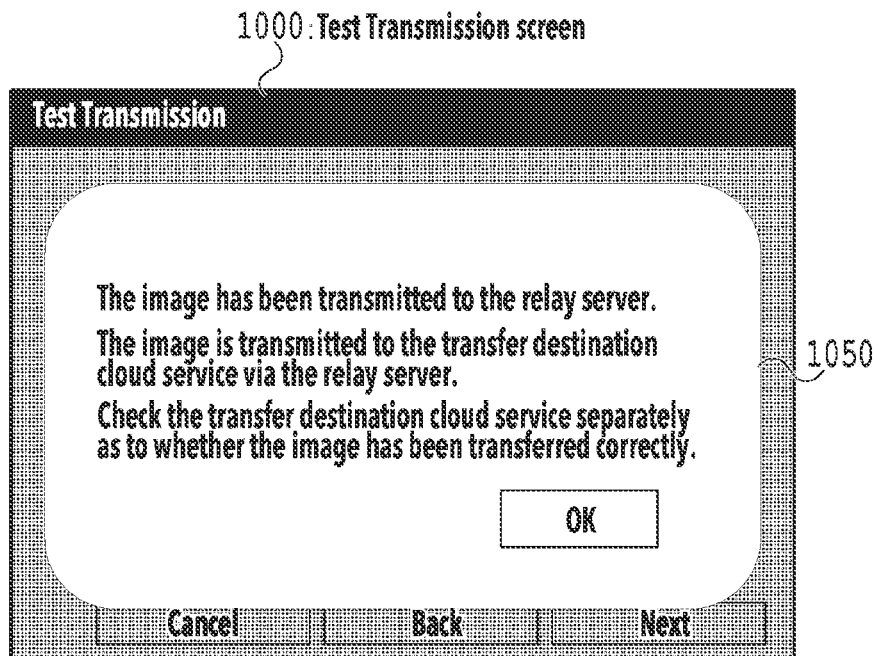 1000: Test Transmission screen
Test Transmission
The image has been transmitted to the relay server.
The image is transmitted to the transfer destination
cloud service via the relay server.
1050
Check the transfer destination cloud service separately
as to whether the image has been transferred correctly.
OK
Cancel
Back
Next